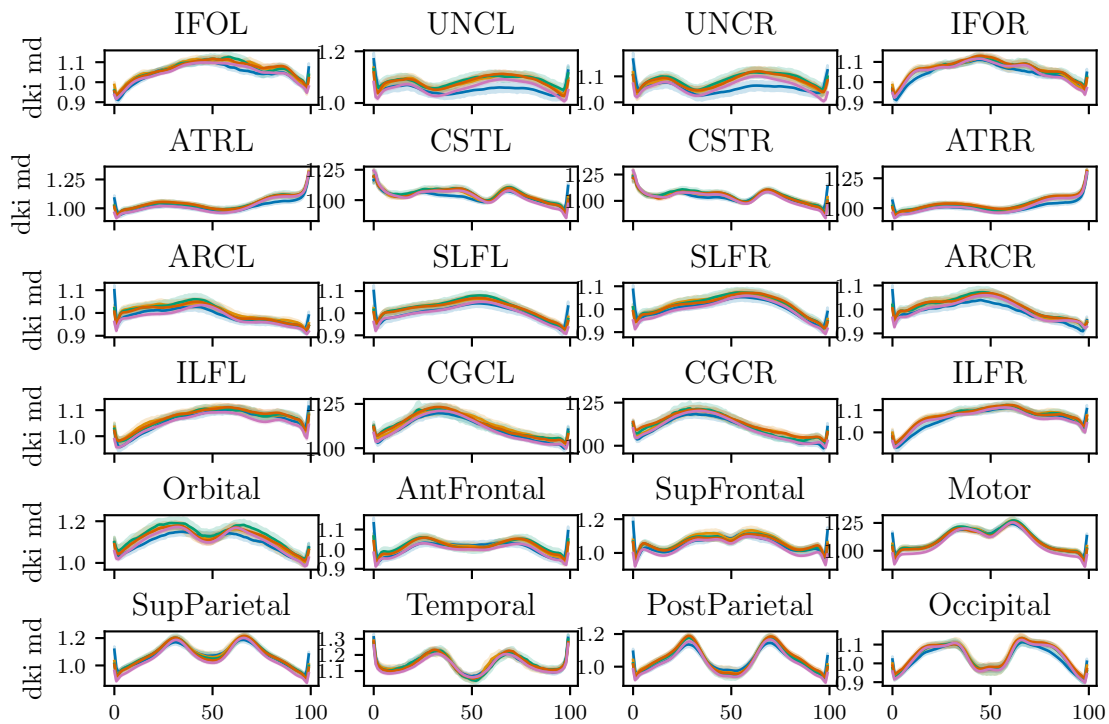 IFOL UNCL UNCR IFOR
dki md 1.1 1.0 0.9 1.2 1.0 1.1 1.0 1.1 1.0 0.9
ATRL CSTL CSTR ATRR
dki md 1.25 1.00 1.25 1.00 1.25 1.00 1.25 1.00
ARCL SLFL SLFR ARCR
dki md 1.1 1.0 0.9 1.1 1.0 0.9 1.1 1.0 0.9 1.1 1.0 0.9
ILFL CGCL CGCR ILFR
dki md 1.1 1.0 1.25 1.00 1.25 1.00 1.1 1.0
Orbital AntFrontal SupFrontal Motor
dki md 1.2 1.0 1.1 1.0 0.9 1.2 1.0 1.25 1.00
SupParietal Temporal PostParietal Occipital
dki md 1.2 1.0 1.3 1.2 1.1 1.2 1.0 1.1 1.0 0.9
0 50 100 0 50 100 0 50 100 0 50 100